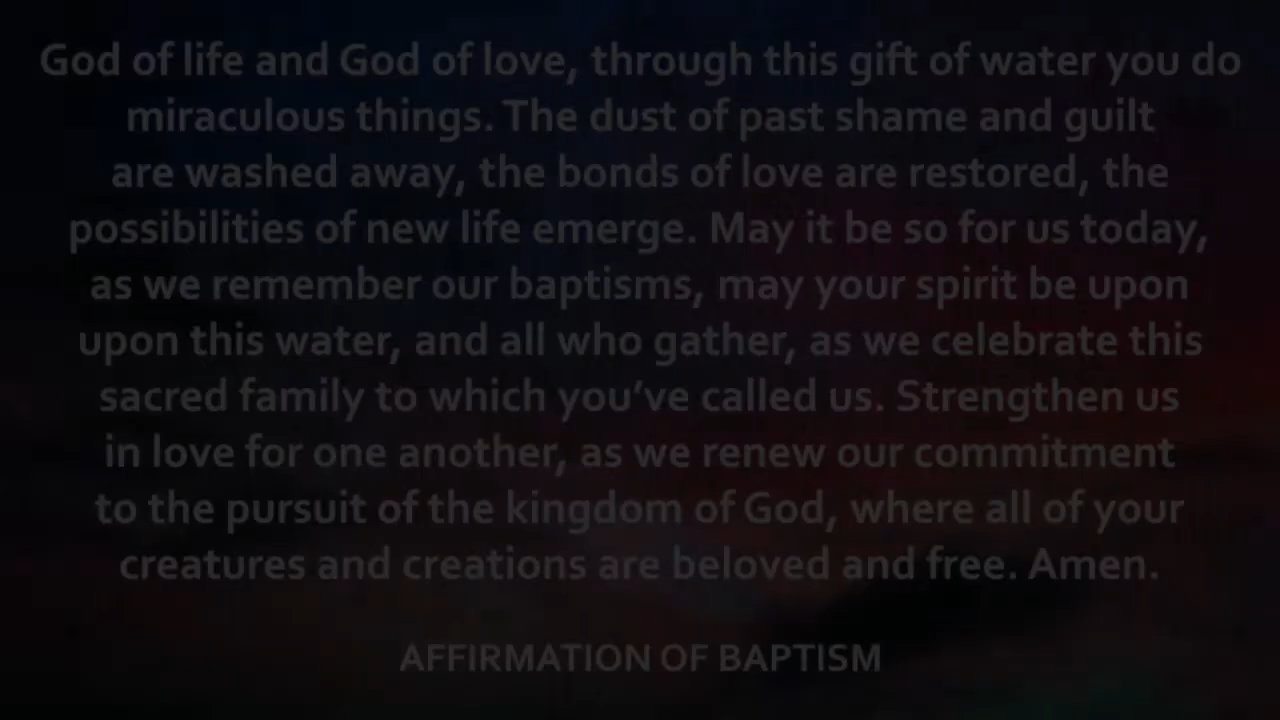 God of life and God of love, through this gift of water you do
miraculous things. The dust of past shame and guilt
are washed away, the bonds of love are restored, the
possibilities of new life emerge. May it be so for us today,
as we remember our baptisms, may your spirit be upon
upon this water, and all who gather, as we celebrate this
sacred family to which you’ve called us. Strengthen us
in love for one another, as we renew our commitment
to the pursuit of the kingdom of God, where all of your
creatures and creations are beloved and free. Amen.
AFFIRMATION OF BAPTISM